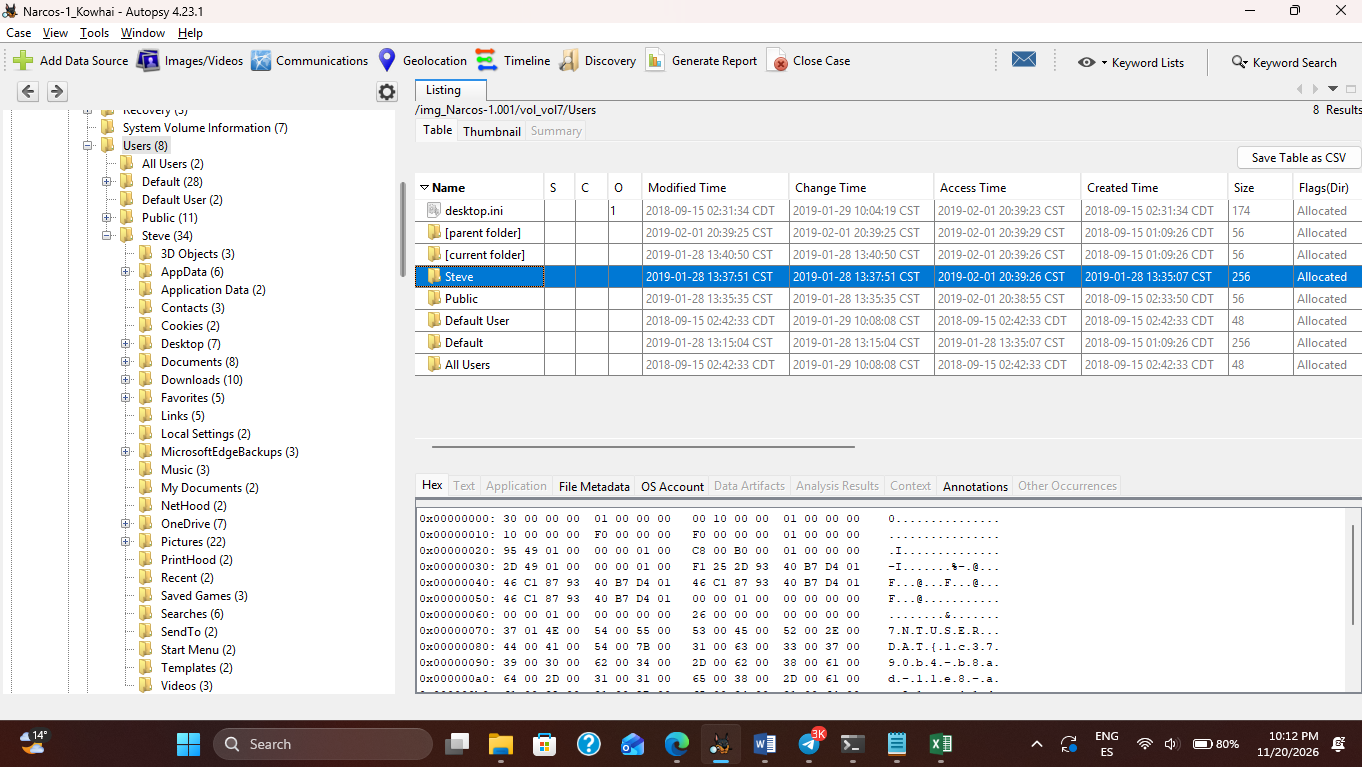 Narcos-1_Kowhai - Autopsy 4.23.1
Case View Tools Window Help
Add Data Source Images/Videos Communications Geolocation Timeline Discovery Generate Report Close Case Keyword Lists Keyword Search
Listing
/img_Narcos-1.001/vol_vol7/Users 8 Results
Table Thumbnail Summary
Save Table as CSV
Recovery (3)
System Volume Information (7)
Users (8)
All Users (2)
Default (28)
Default User (2)
Public (11)
Steve (34)
3D Objects (3)
AppData (6)
Application Data (2)
Contacts (3)
Cookies (2)
Desktop (7)
Documents (8)
Downloads (10)
Favorites (5)
Links (5)
Local Settings (2)
MicrosoftEdgeBackups (3)
Music (3)
My Documents (2)
NetHood (2)
OneDrive (7)
Pictures (22)
PrintHood (2)
Recent (2)
Saved Games (3)
Searches (6)
SendTo (2)
Start Menu (2)
Templates (2)
Videos (3)
Name S C O Modified Time Change Time Access Time Created Time Size Flags(Dir)
desktop.ini 1 2018-09-15 02:31:34 CDT 2019-01-29 10:04:19 CST 2019-02-01 20:39:23 CST 2018-09-15 02:31:34 CDT 174 Allocated
[parent folder] 2019-02-01 20:39:25 CST 2019-02-01 20:39:25 CST 2019-02-01 20:39:29 CST 2018-09-15 01:09:26 CDT 56 Allocated
[current folder] 2019-01-28 13:40:50 CST 2019-01-28 13:40:50 CST 2019-02-01 20:39:26 CST 2018-09-15 01:09:26 CDT 56 Allocated
Steve 2019-01-28 13:37:51 CST 2019-01-28 13:37:51 CST 2019-02-01 20:39:26 CST 2019-01-28 13:35:07 CST 256 Allocated
Public 2019-01-28 13:35:35 CST 2019-01-28 13:35:35 CST 2019-02-01 20:38:55 CST 2018-09-15 02:33:50 CDT 56 Allocated
Default User 2018-09-15 02:42:33 CDT 2019-01-29 10:08:08 CST 2018-09-15 02:42:33 CDT 2018-09-15 02:42:33 CDT 48 Allocated
Default 2019-01-28 13:15:04 CST 2019-01-28 13:15:04 CST 2019-01-28 13:35:07 CST 2018-09-15 01:09:26 CDT 256 Allocated
All Users 2018-09-15 02:42:33 CDT 2019-01-29 10:08:08 CST 2018-09-15 02:42:33 CDT 2018-09-15 02:42:33 CDT 48 Allocated
Hex Text Application File Metadata OS Account Data Artifacts Analysis Results Context Annotations Other Occurrences
0x00000000: 30 00 00 00 01 00 00 00 00 10 00 00 01 00 00 00 0...............
0x00000010: 10 00 00 00 F0 00 00 00 F0 00 00 00 01 00 00 00 ................
0x00000020: 95 49 01 00 00 00 01 00 C8 00 B0 00 01 00 00 00 .I..............
0x00000030: 2D 49 01 00 00 00 01 00 F1 25 2D 93 40 B7 D4 01 -I.......%-.@...
0x00000040: 46 C1 87 93 40 B7 D4 01 46 C1 87 93 40 B7 D4 01 F...@...F...@...
0x00000050: 46 C1 87 93 40 B7 D4 01 00 00 01 00 00 00 00 00 F...@...........
0x00000060: 00 00 01 00 00 00 00 00 26 00 00 00 00 00 00 00 ........&.......
0x00000070: 37 01 4E 00 54 00 55 00 53 00 45 00 52 00 2E 00 7.N.T.U.S.E.R...
0x00000080: 44 00 41 00 54 00 7B 00 31 00 63 00 33 00 37 00 D.A.T.{.1.c.3.7.
0x00000090: 39 00 30 00 62 00 34 00 2D 00 62 00 38 00 61 00 9.0.b.4.-.b.8.a.
0x000000a0: 64 00 2D 00 31 00 31 00 65 00 38 00 2D 00 61 00 d.-.1.1.e.8.-.a.
14°
Search
3K
ENG
ES
80%
10:12 PM
11/20/2026